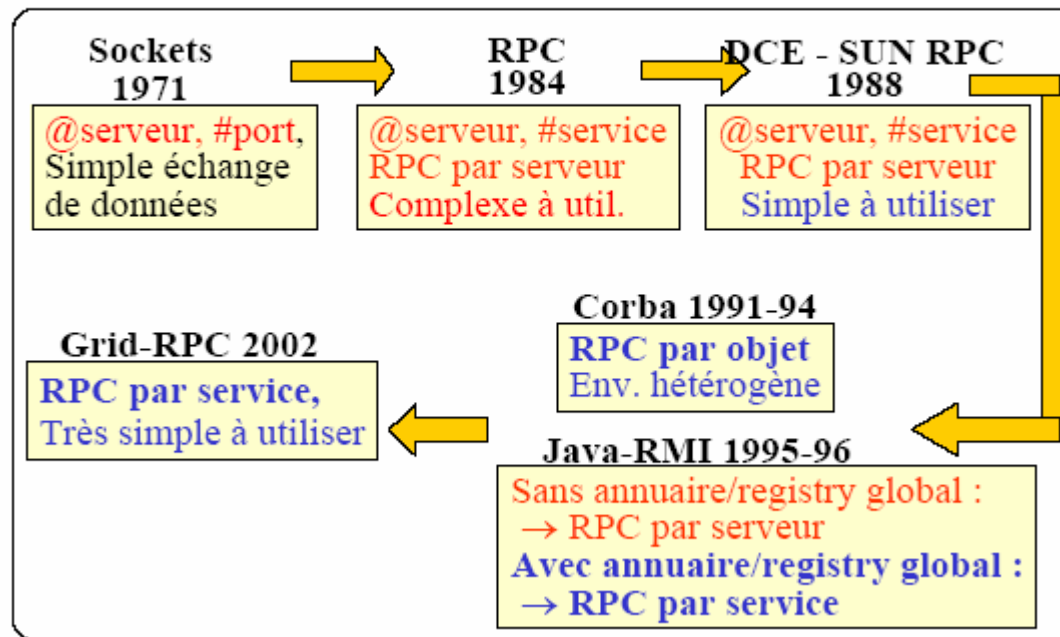 Sockets
1971
@serveur, #port,
Simple échange
de données
RPC
1984
@serveur, #service
RPC par serveur
Complexe à util.
DCE - SUN RPC
1988
@serveur, #service
RPC par serveur
Simple à utiliser
Corba 1991-94
RPC par objet
Env. hétérogène
Java-RMI 1995-96
Sans annuaire/registry global :
→ RPC par serveur
Avec annuaire/registry global :
→ RPC par service
Grid-RPC 2002
RPC par service,
Très simple à utiliser